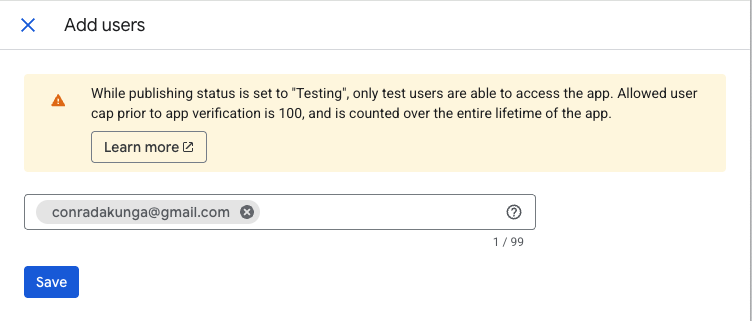 Add users
While publishing status is set to "Testing", only test users are able to access the app. Allowed user
cap prior to app verification is 100, and is counted over the entire lifetime of the app.
Learn more
conradakunga@gmail.com
1 / 99
Save